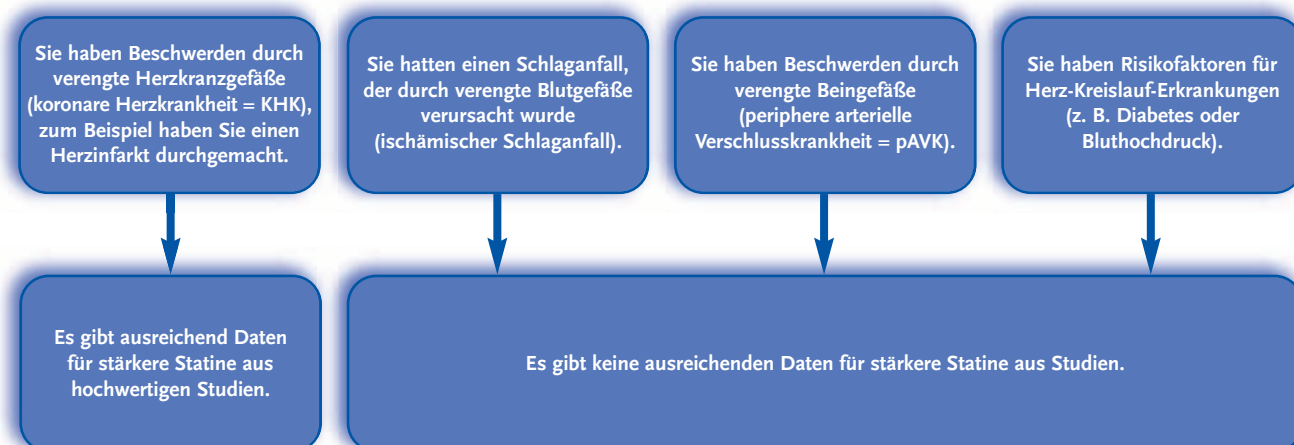 Sie haben Beschwerden durch
verengte Herzkranzgefäße
(koronare Herzkrankheit = KHK),
zum Beispiel haben Sie einen
Herzinfarkt durchgemacht.
Sie hatten einen Schlaganfall,
der durch verengte Blutgefäße
verursacht wurde
(ischämischer Schlaganfall).
Sie haben Beschwerden durch
verengte Beingefäße
(periphere arterielle
Verschlusskrankheit = pAVK).
Sie haben Risikofaktoren für
Herz-Kreislauf-Erkrankungen
(z. B. Diabetes oder
Bluthochdruck).
Es gibt ausreichend Daten
für stärkere Statine aus
hochwertigen Studien.
Es gibt keine ausreichenden Daten für stärkere Statine aus Studien.